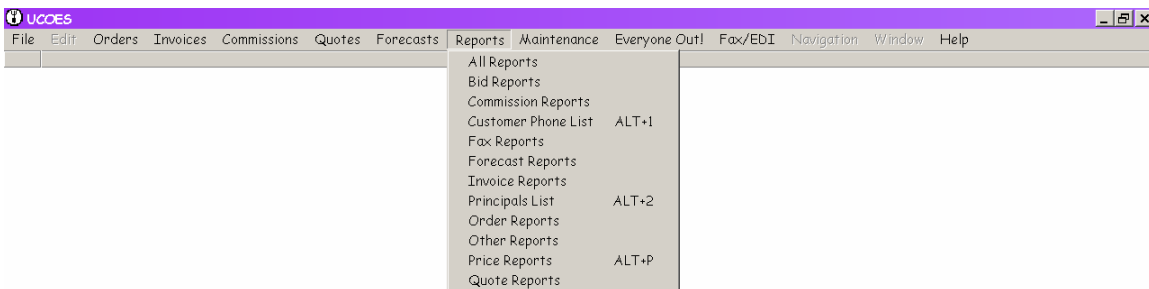 UCOES
File Edit Orders Invoices Commissions Quotes Forecasts Reports Maintenance Everyone Out! Fax/EDI Navigation Window Help
All Reports
Bid Reports
Commission Reports
Customer Phone List ALT+1
Fax Reports
Forecast Reports
Invoice Reports
Principals List ALT+2
Order Reports
Other Reports
Price Reports ALT+P
Quote Reports